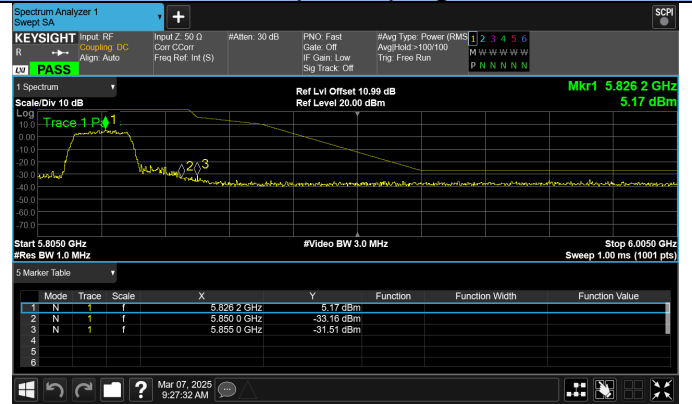 Spectrum Analyzer 1
Swept SA
SCPI
KEYSIGHT Input: RF Input Z: 50 Ω #Atten: 30 dB PNO: Fast #Avg Type: Power (RMS 1 2 3 4 5 6
R Coupling: DC Corr CCorr Gate: Off Avg|Hold:>100/100 M W W W W W
Align: Auto Freq Ref: Int (S) IF Gain: Low Trig: Free Run
LXI PASS Sig Track: Off P N N N N N
1 Spectrum Ref Lvl Offset 10.99 dB Mkr1 5.826 2 GHz
Scale/Div 10 dB Ref Level 20.00 dBm 5.17 dBm
Log
10.0 Trace 1 Pa 1
0.00
-10.0
-20.0
-30.0 2 3
-40.0
-50.0
-60.0
-70.0
Start 5.8050 GHz #Video BW 3.0 MHz Stop 6.0050 GHz
#Res BW 1.0 MHz Sweep 1.00 ms (1001 pts)
5 Marker Table
Mode Trace Scale X Y Function Function Width Function Value
1 N 1 f 5.826 2 GHz 5.17 dBm
2 N 1 f 5.850 0 GHz -33.16 dBm
3 N 1 f 5.855 0 GHz -31.51 dBm
4
5
6
? Mar 07, 2025
9:27:32 AM